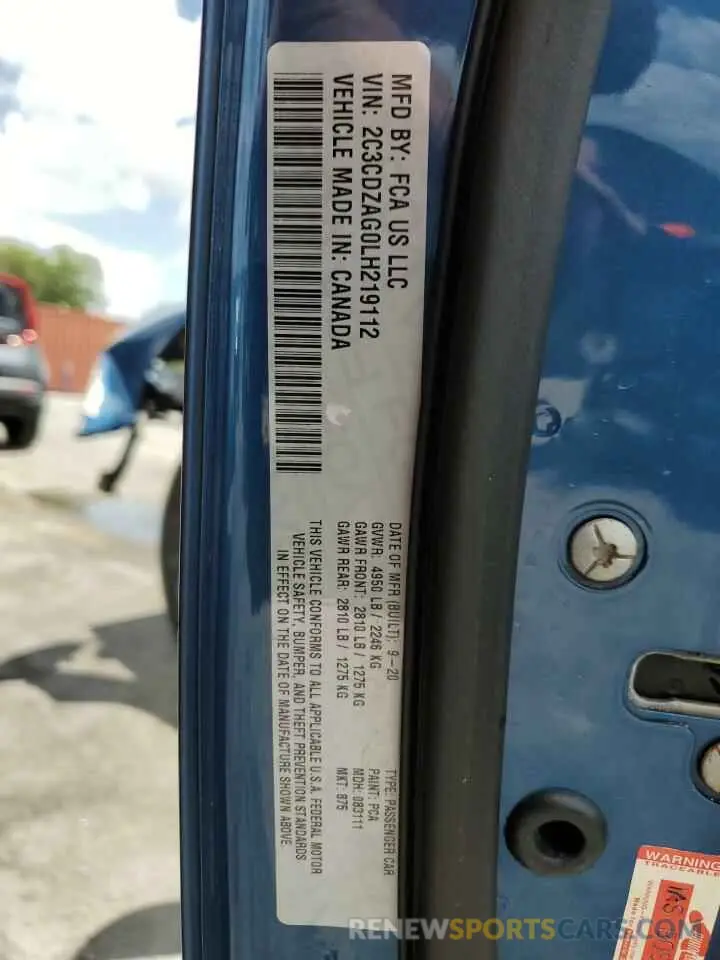 MFD BY: FCA US LLC
VIN: 2C3CDZAG0LH219112
VEHICLE MADE IN: CANADA
DATE OF MFR (BUILT): 9-20
GVWR: 4950 LB / 2246 KG
GAWR FRONT: 2810 LB / 1275 KG
GAWR REAR: 2810 LB / 1275 KG
TYPE: PASSENGER CAR
PAINT: PCA
MDH: 083111
MKT: 875
THIS VEHICLE CONFORMS TO ALL APPLICABLE U.S.A. FEDERAL MOTOR
VEHICLE SAFETY, BUMPER, AND THEFT PREVENTION STANDARDS
IN EFFECT ON THE DATE OF MANUFACTURE SHOWN ABOVE.
WARNING
TRACEABLE
RENEWSPORTSCARS.COM